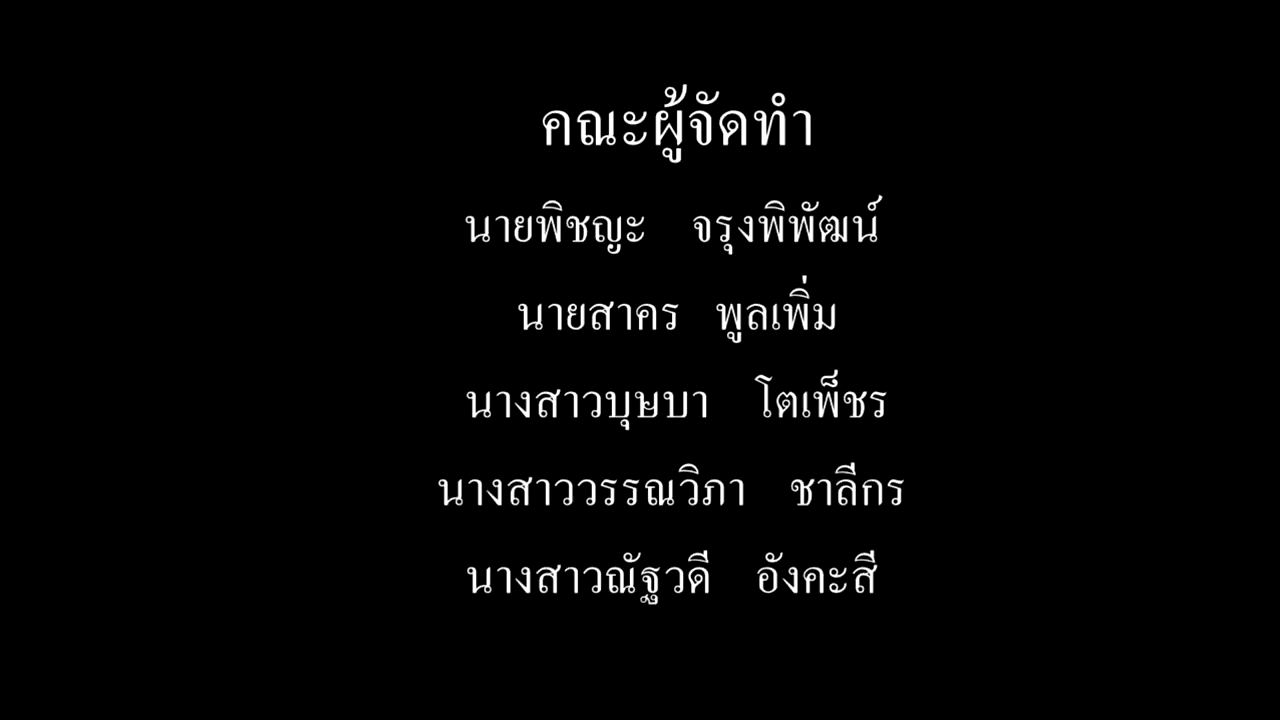 คณะผู้จัดทำ
นายพิชญะ จรุงพิพัฒน์
นายสาคร พูลเพิ่ม
นางสาวบุษบา โตเพ็ชร
นางสาววรรณวิภา ชาลีกร
นางสาวณัฐวดี อังคะสี